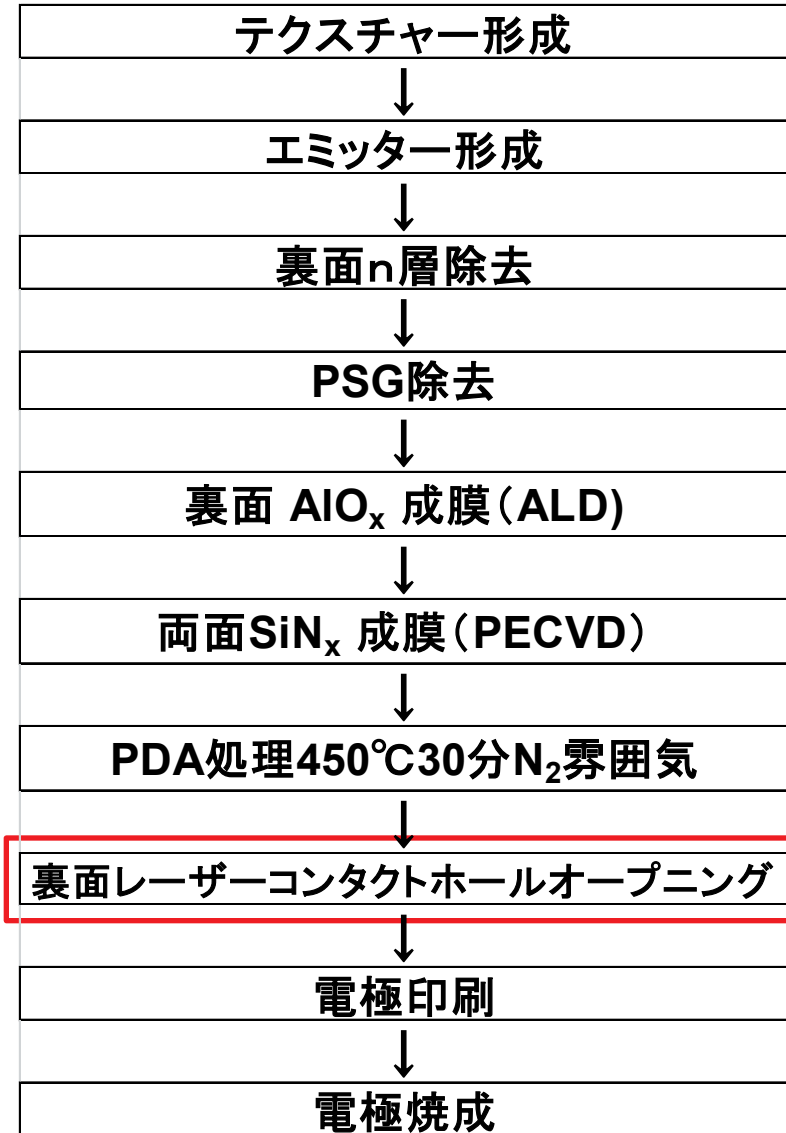 テクスチャー形成
↓
エミッター形成
↓
裏面n層除去
↓
PSG除去
↓
裏面 AlOx 成膜(ALD)
↓
両面SiNx 成膜(PECVD)
↓
PDA処理450℃30分N2雰囲気
↓
裏面レーザーコンタクトホールオープニング
↓
電極印刷
↓
電極焼成